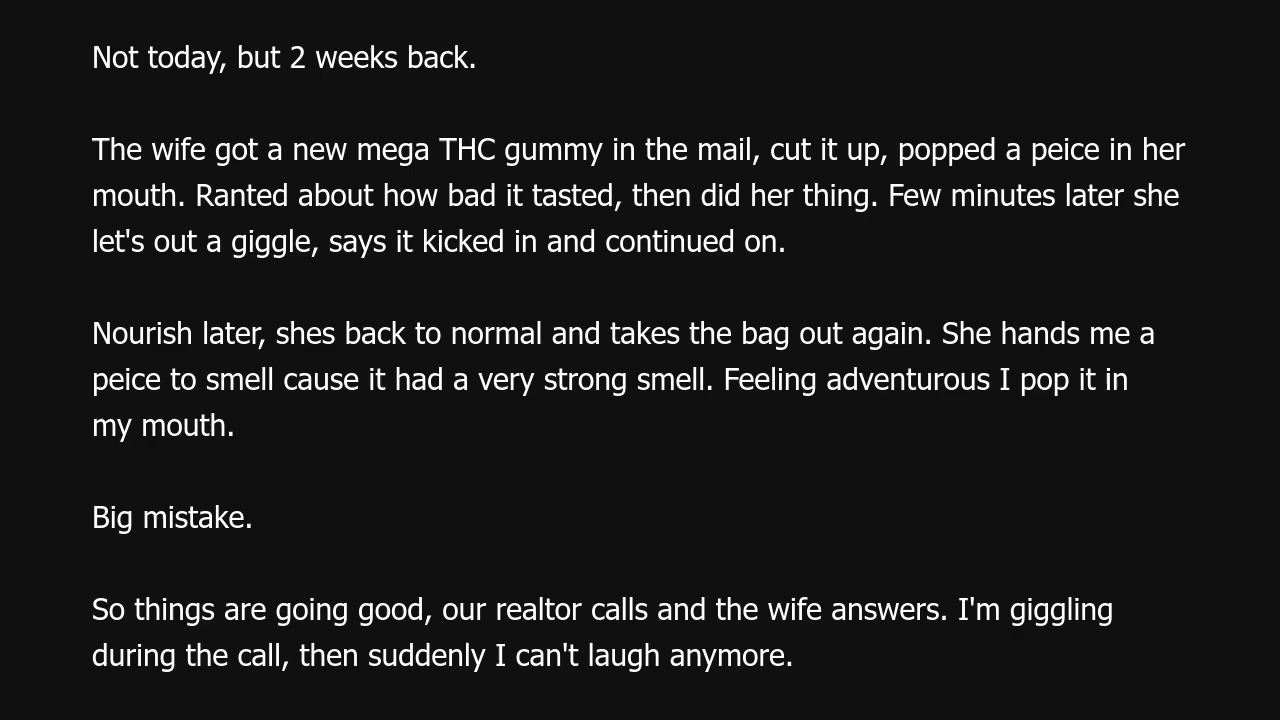 Not today, but 2 weeks back.
The wife got a new mega THC gummy in the mail, cut it up, popped a peice in her
mouth. Ranted about how bad it tasted, then did her thing. Few minutes later she
let's out a giggle, says it kicked in and continued on.
Nourish later, shes back to normal and takes the bag out again. She hands me a
peice to smell cause it had a very strong smell. Feeling adventurous I pop it in
my mouth.
Big mistake.
So things are going good, our realtor calls and the wife answers. I'm giggling
during the call, then suddenly I can't laugh anymore.